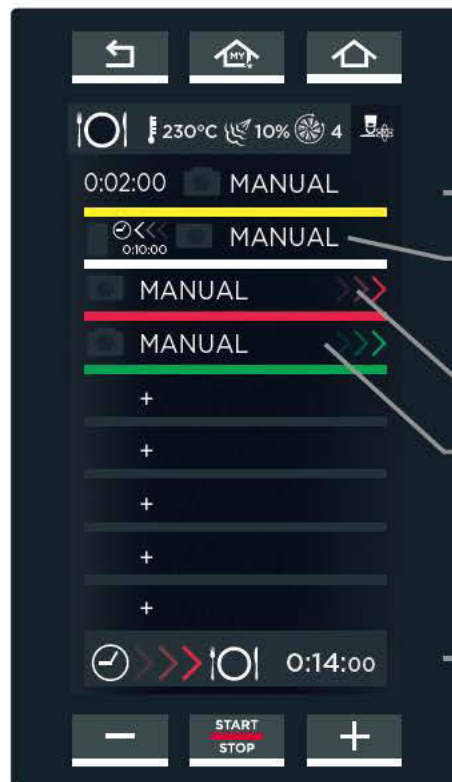 MY
230°C 10% 4
0:02:00 MANUAL
0:10:00 MANUAL
MANUAL
MANUAL
+
+
+
+
+
0:14:00
− START STOP +